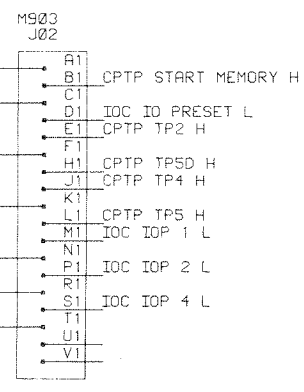 M903
J02
A1
B1 CPTP START MEMORY H
C1
D1 IOC IO PRESET L
E1 CPTP TP2 H
F1
H1 CPTP TP5D H
J1 CPTP TP4 H
K1
L1 CPTP TP5 H
M1 IOC IOP 1 L
N1
P1 IOC IOP 2 L
R1
S1 IOC IOP 4 L
T1
U1
V1